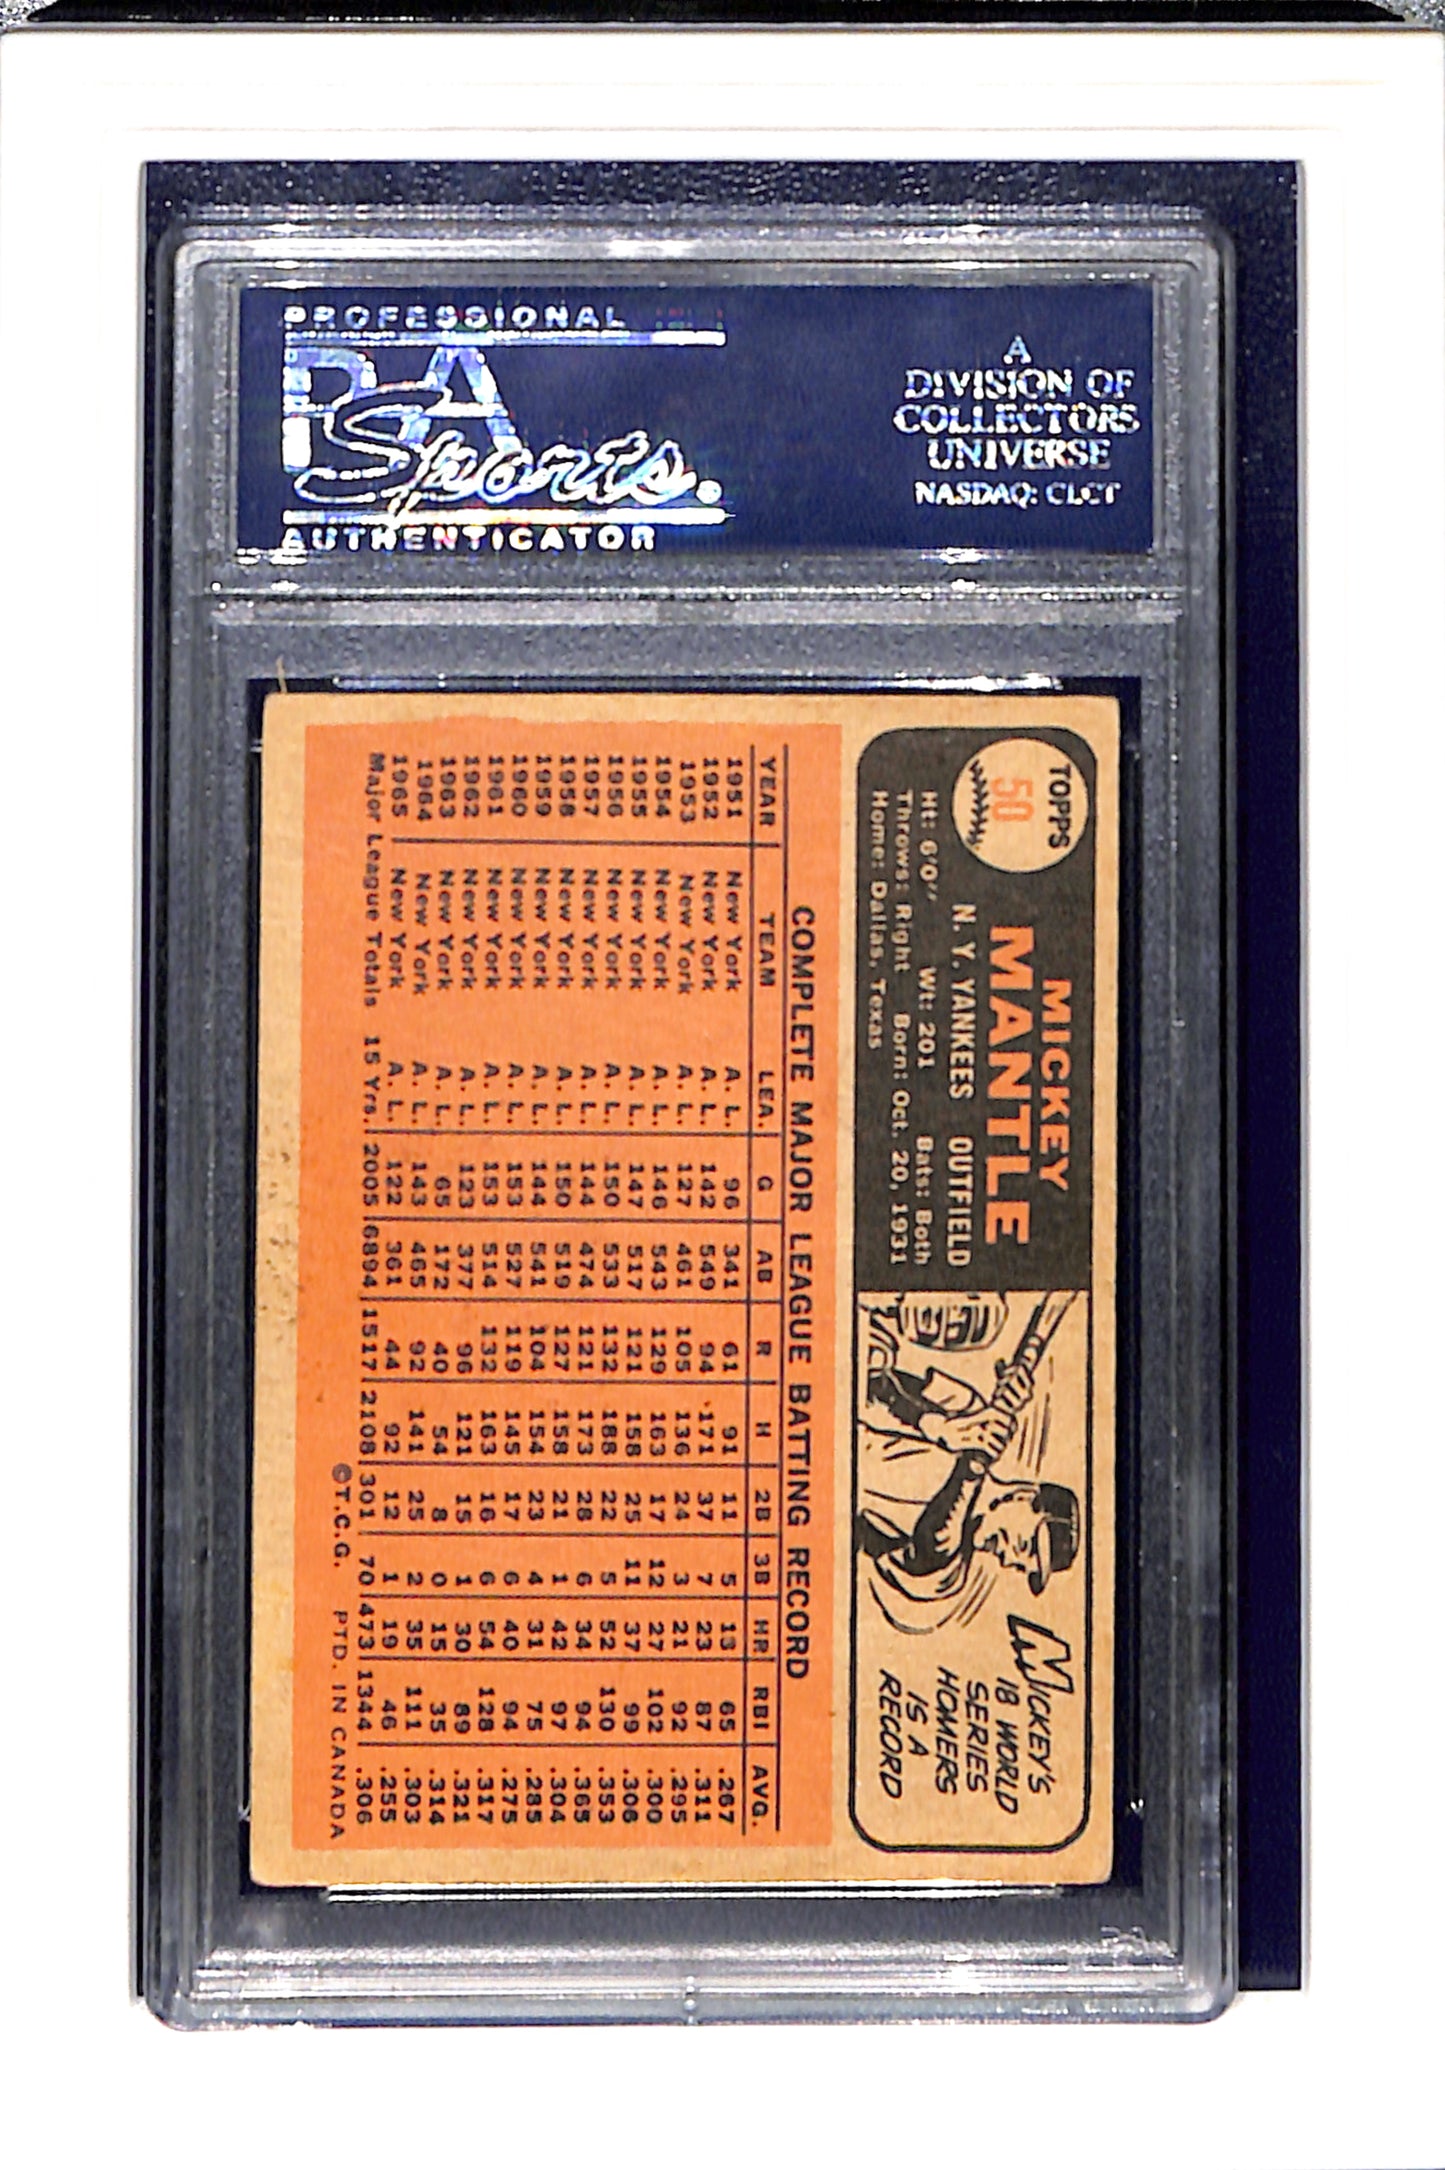 PROFESSIONAL
PSA
Sports
AUTHENTICATOR
A
DIVISION OF
COLLECTORS
UNIVERSE
NASDAQ: CLCT
TOPPS
50
MICKEY
MANTLE
N. Y. YANKEES OUTFIELD
Ht: 6'0" Wt: 201 Bats: Both
Throws: Right Born: Oct. 20, 1931
Home: Dallas, Texas
MICKEY'S
18 WORLD
SERIES
HOMERS
IS A
RECORD
COMPLETE MAJOR LEAGUE BATTING RECORD
YEAR TEAM LEA. G AB R H 2B 3B HR RBI AVG.
1951 New York A. L. 96 341 61 91 11 5 13 65 .267
1952 New York A. L. 142 549 94 171 37 7 23 87 .311
1953 New York A. L. 127 461 105 136 24 3 21 92 .295
1954 New York A. L. 146 543 129 163 17 12 27 102 .300
1955 New York A. L. 147 517 121 158 25 11 37 99 .306
1956 New York A. L. 150 533 132 188 22 5 52 130 .353
1957 New York A. L. 144 474 121 173 28 6 34 94 .365
1958 New York A. L. 150 519 127 158 21 1 42 97 .304
1959 New York A. L. 144 541 104 154 23 4 31 75 .285
1960 New York A. L. 153 527 119 145 17 6 40 94 .275
1961 New York A. L. 153 514 132 163 16 6 54 128 .317
1962 New York A. L. 123 377 96 121 15 1 30 89 .321
1963 New York A. L. 65 172 40 54 8 0 15 35 .314
1964 New York A. L. 143 465 92 141 25 2 35 111 .303
1965 New York A. L. 122 361 44 92 12 1 19 46 .255
Major League Totals 15 Yrs. 2005 6894 1517 2108 301 70 473 1344 .306
©T.C.G. PTD. IN CANADA